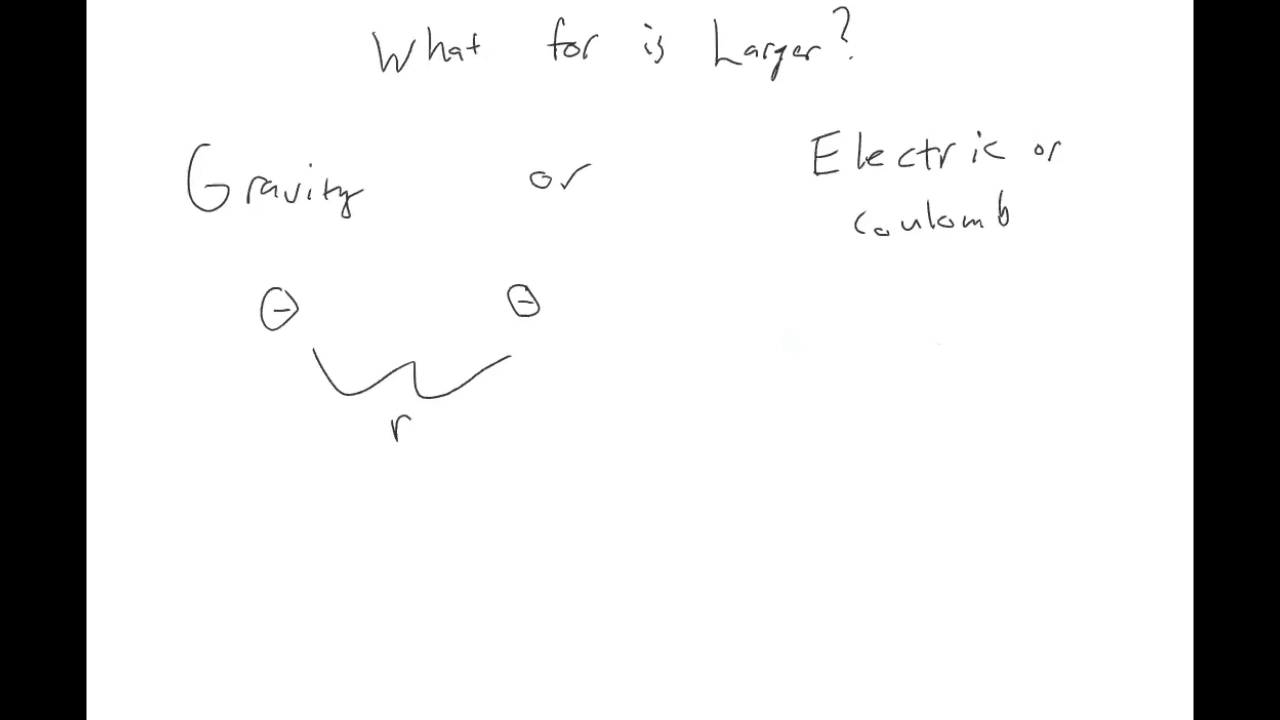 What for is Larger?
Gravity or Electric or
coulomb
⊖ ⊖
r